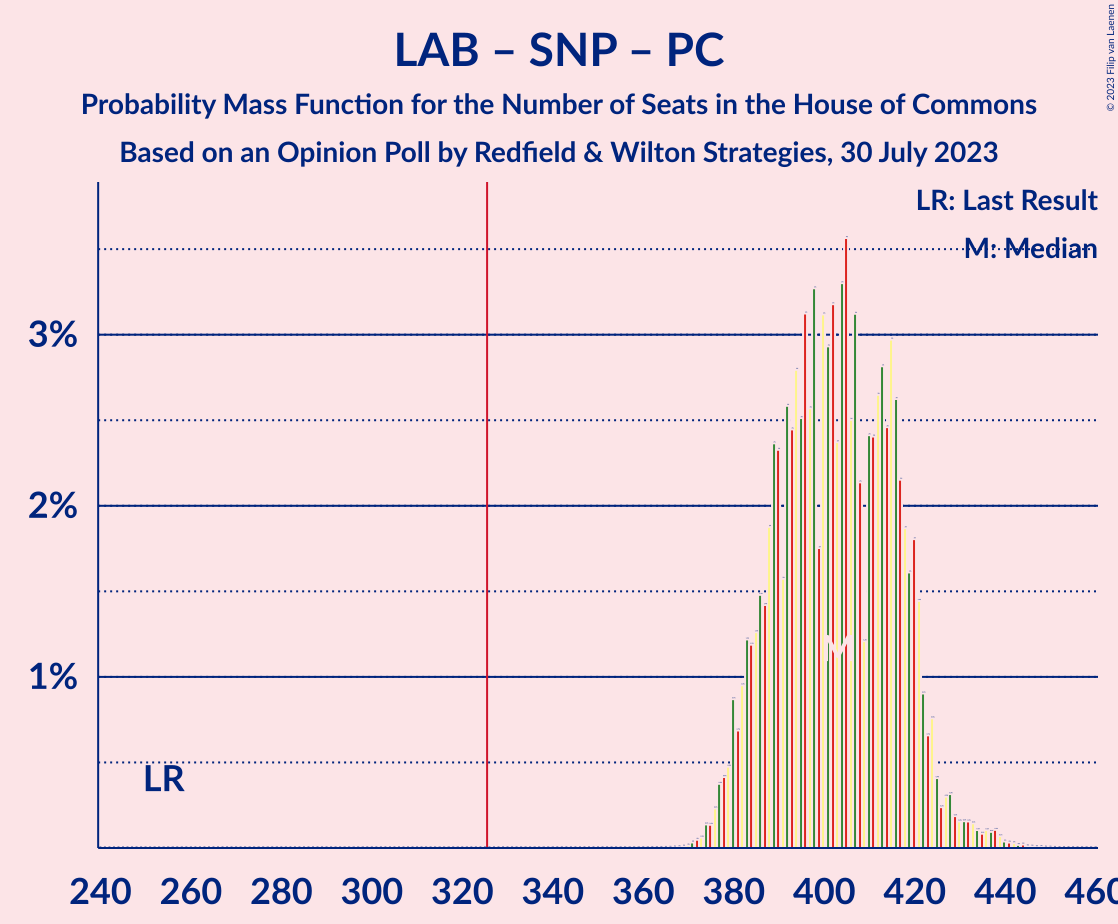 LAB – SNP – PC
Probability Mass Function for the Number of Seats in the House of Commons
Based on an Opinion Poll by Redfield & Wilton Strategies, 30 July 2023
© 2023 Filip van Laenen
LR: Last Result
M: Median
3%
2%
1%
M
LR
240 260 280 300 320 340 360 380 400 420 440 460